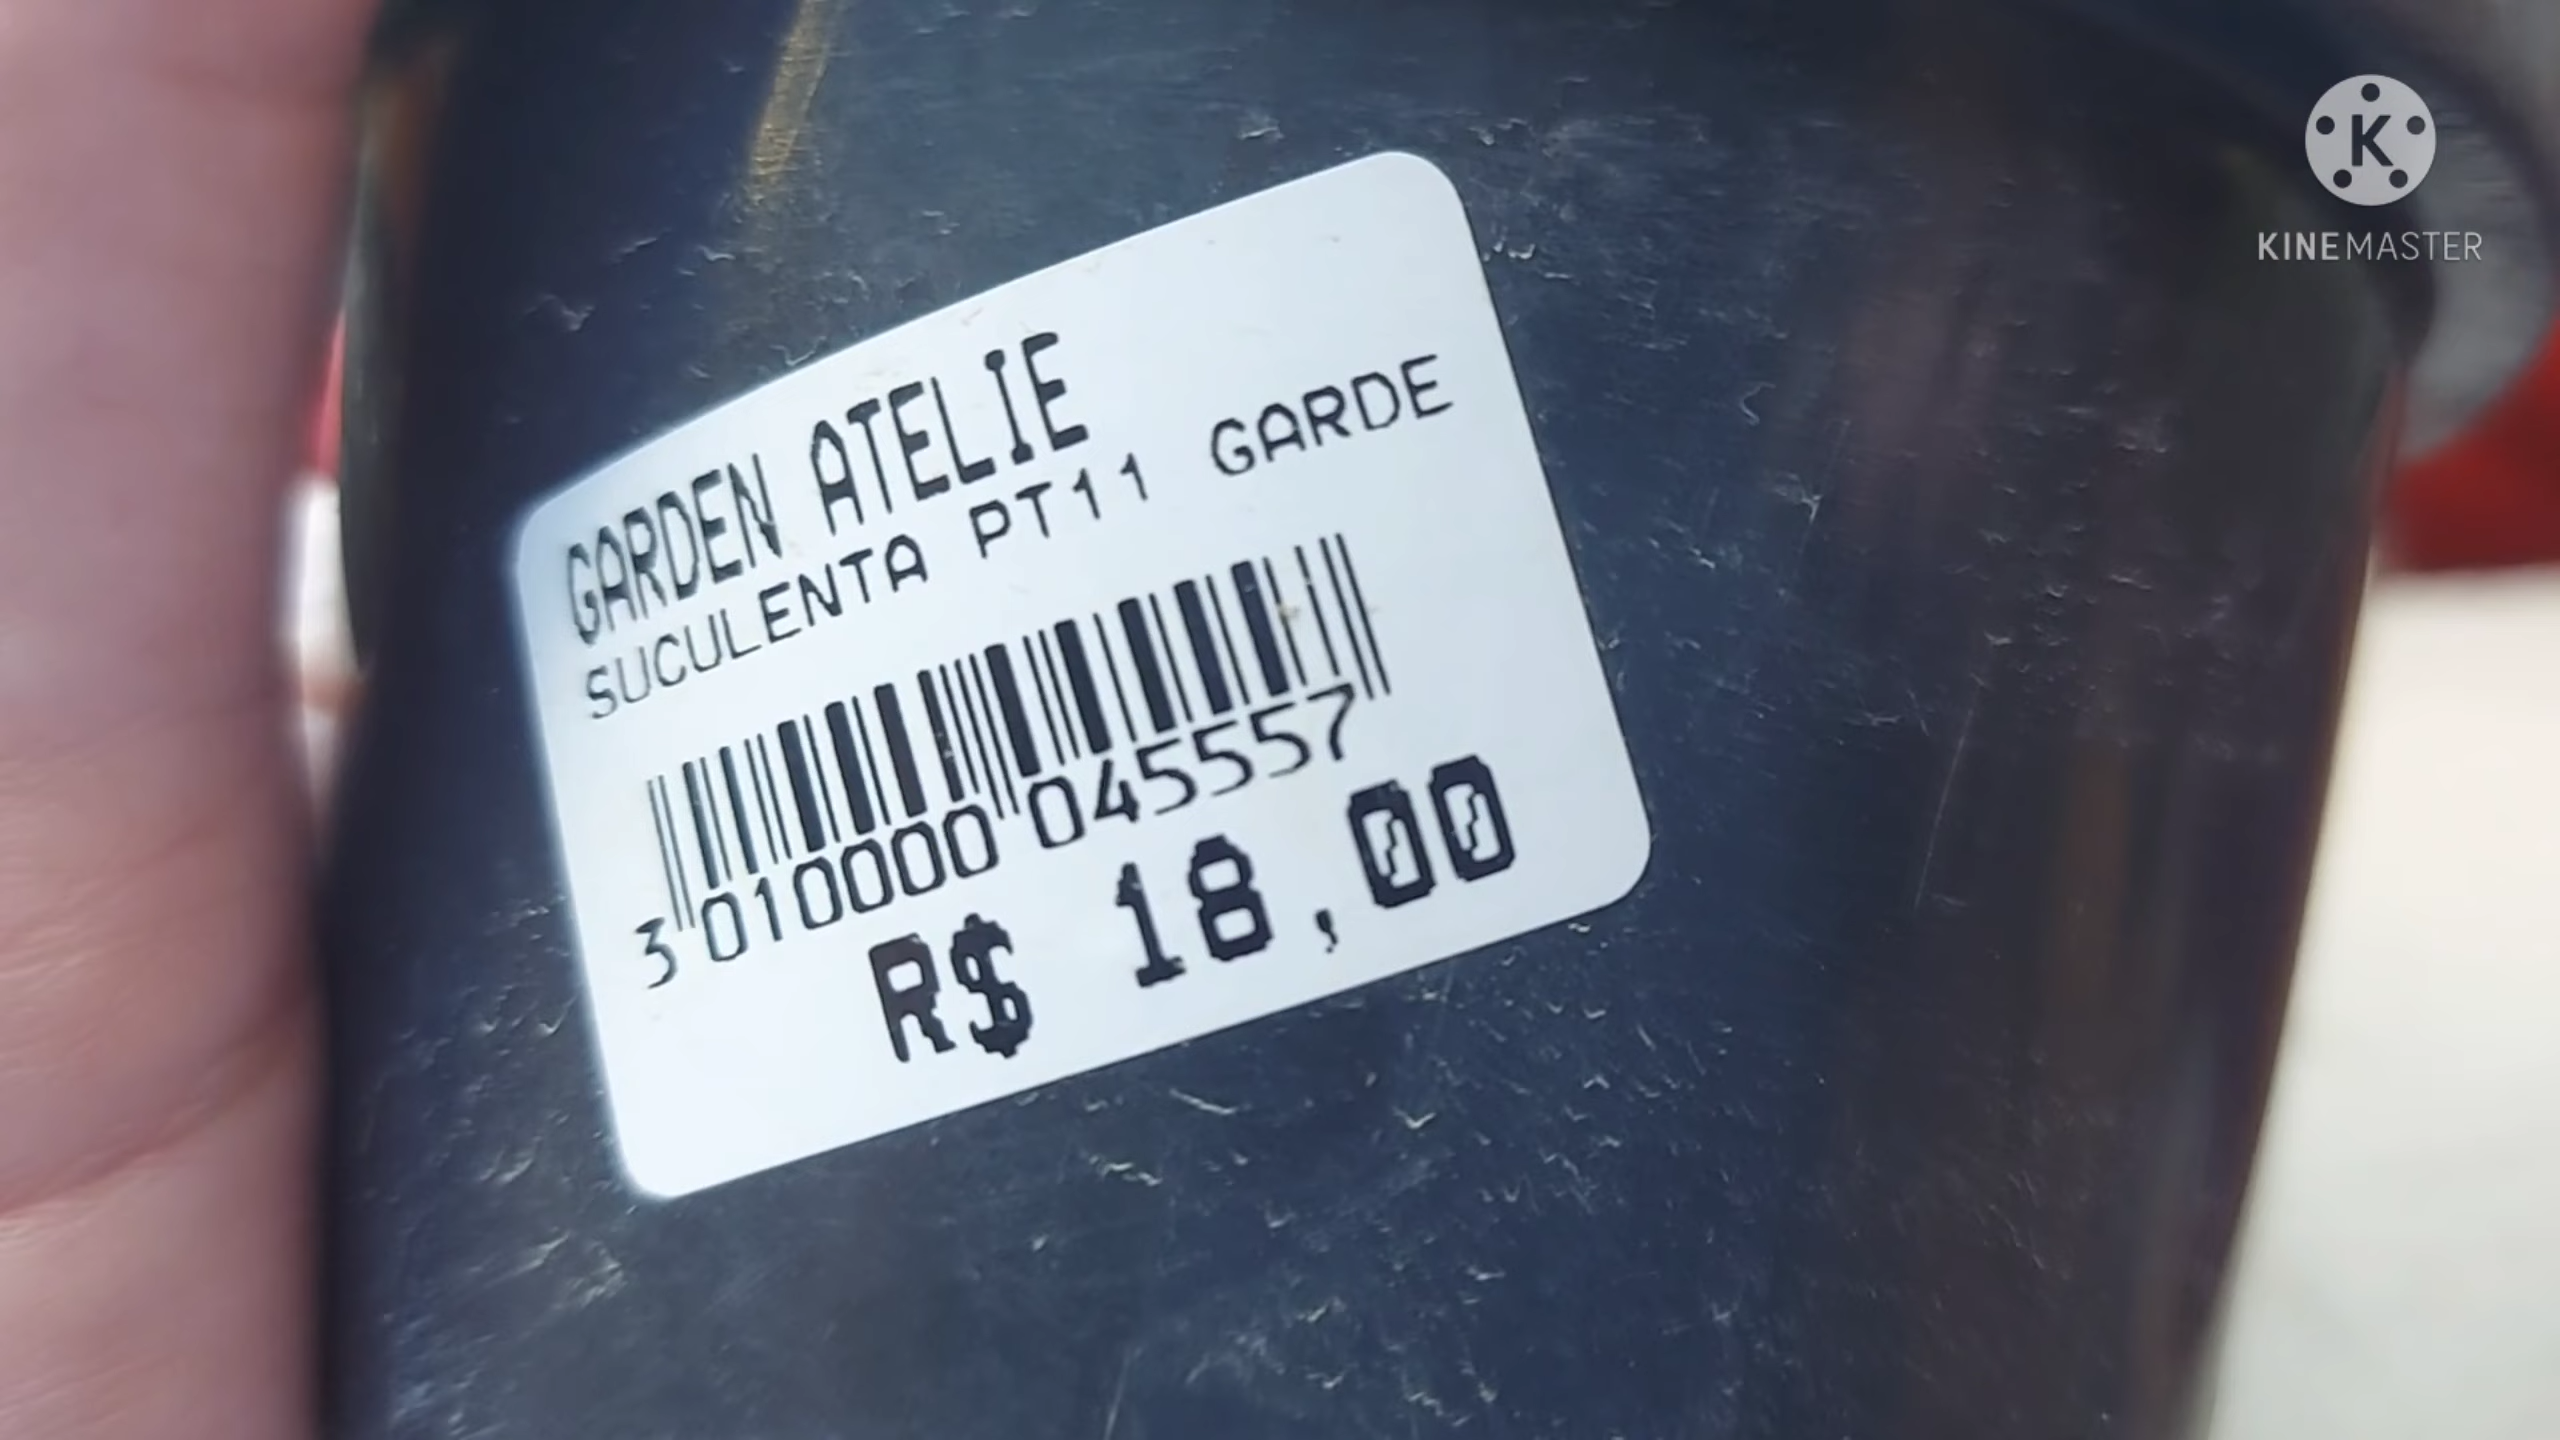 GARDEN ATELIE
SUCULENTA PT11 GARDE
3 010000 045557
R$ 18,00
K
KINEMASTER